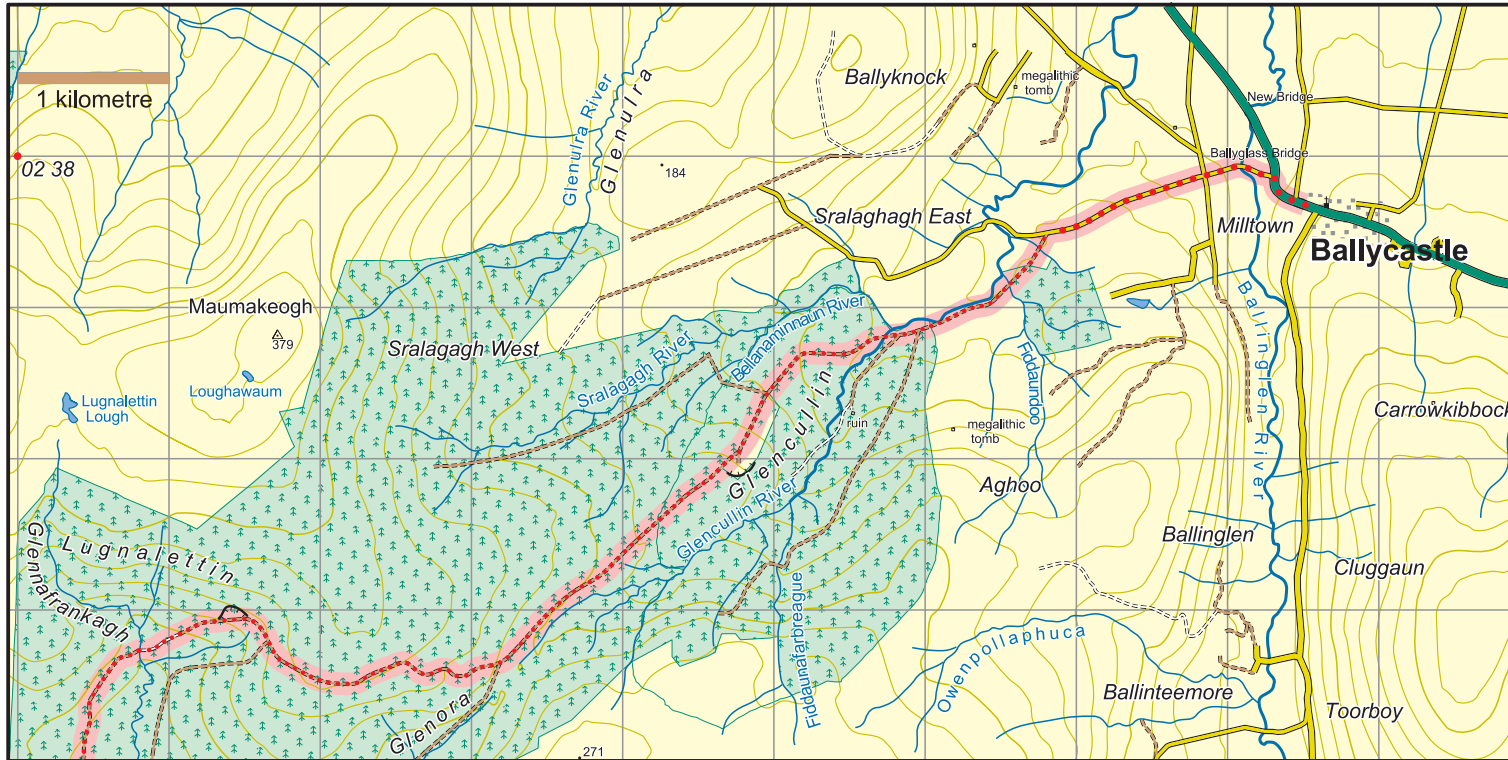 1 kilometre
02 38
Glenulra River
Glenulra
184
Ballyknock
megalithic
tomb
New Bridge
Ballyglass Bridge
Sralaghagh East
Milltown
Ballycastle
Maumakeogh
379
Sralagagh West
Loughawaum
Lugnalettin
Lough
Sralagagh River
Bellanaminnaun River
Glencullin
ruin
Glencullin River
Fiddaundoo
megalithic
tomb
Aghoo
Ballinglen River
Carrowkibbock
Lugnalettin
Glennafrankagh
Fiddaunafarbreague
Ballinglen
Cluggaun
Owenpollaphuca
Ballinteemore
Toorboy
Glenora
271